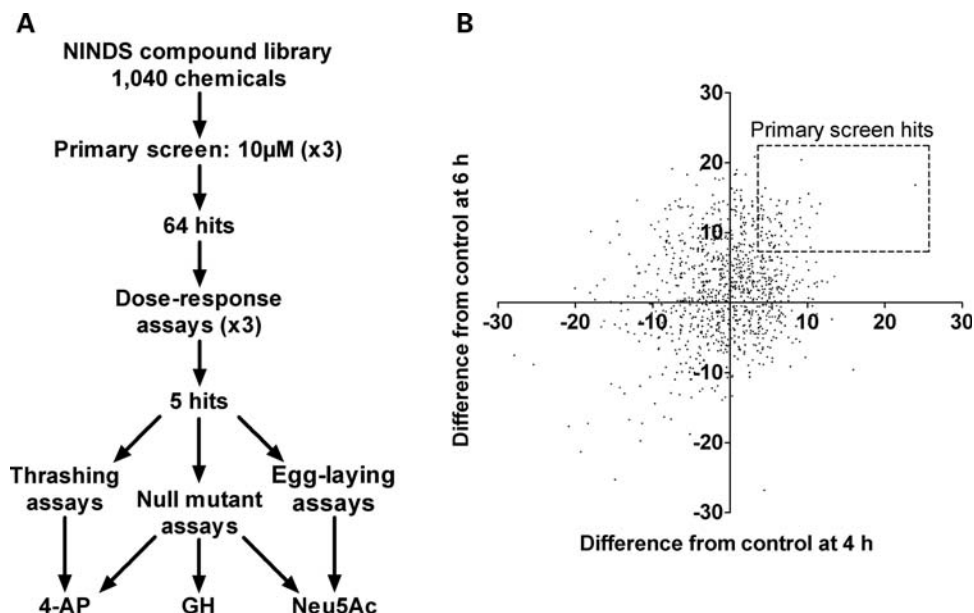 A
NINDS compound library
1,040 chemicals
Primary screen: 10µM (x3)
64 hits
Dose-response
assays (x3)
5 hits
Thrashing
assays
Null mutant
assays
Egg-laying
assays
4-AP
GH
Neu5Ac
B
Difference from control at 6 h
30
20
10
-10
-20
-30
Primary screen hits
-30
-20
-10
0
10
20
30
Difference from control at 4 h